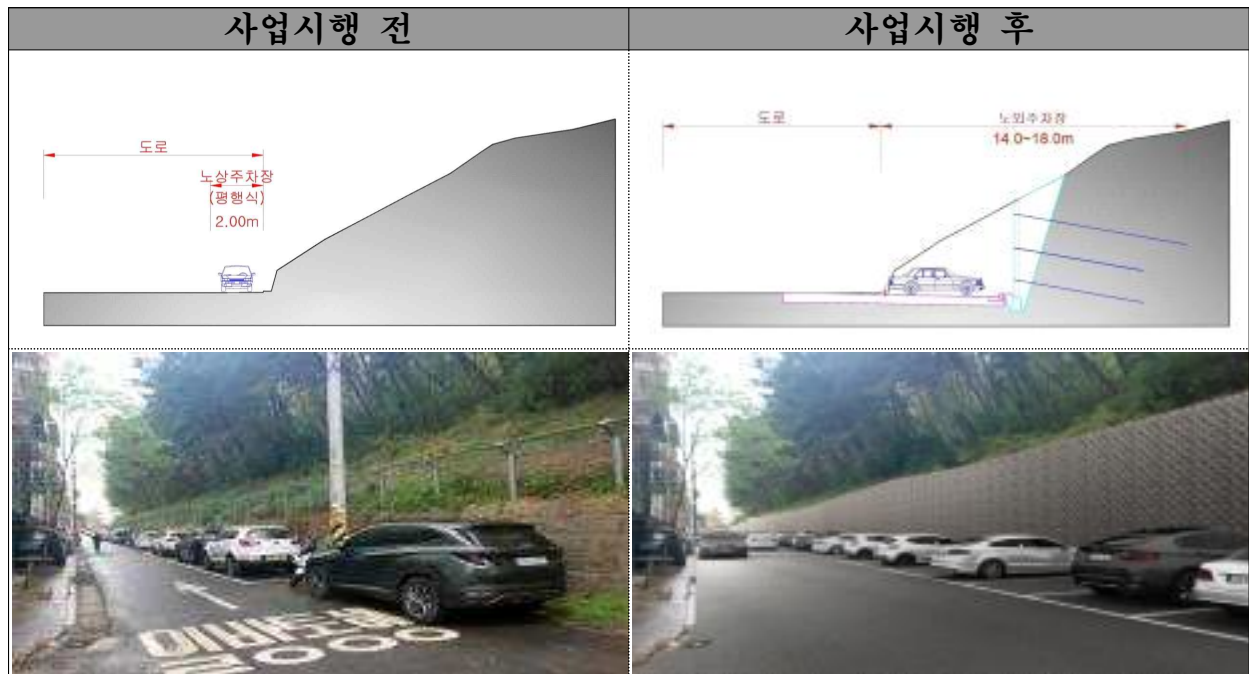 사업시행 전
사업시행 후
도로
노상주차장
(평행식)
2.00m
도로
노외주차장
14.0~18.0m